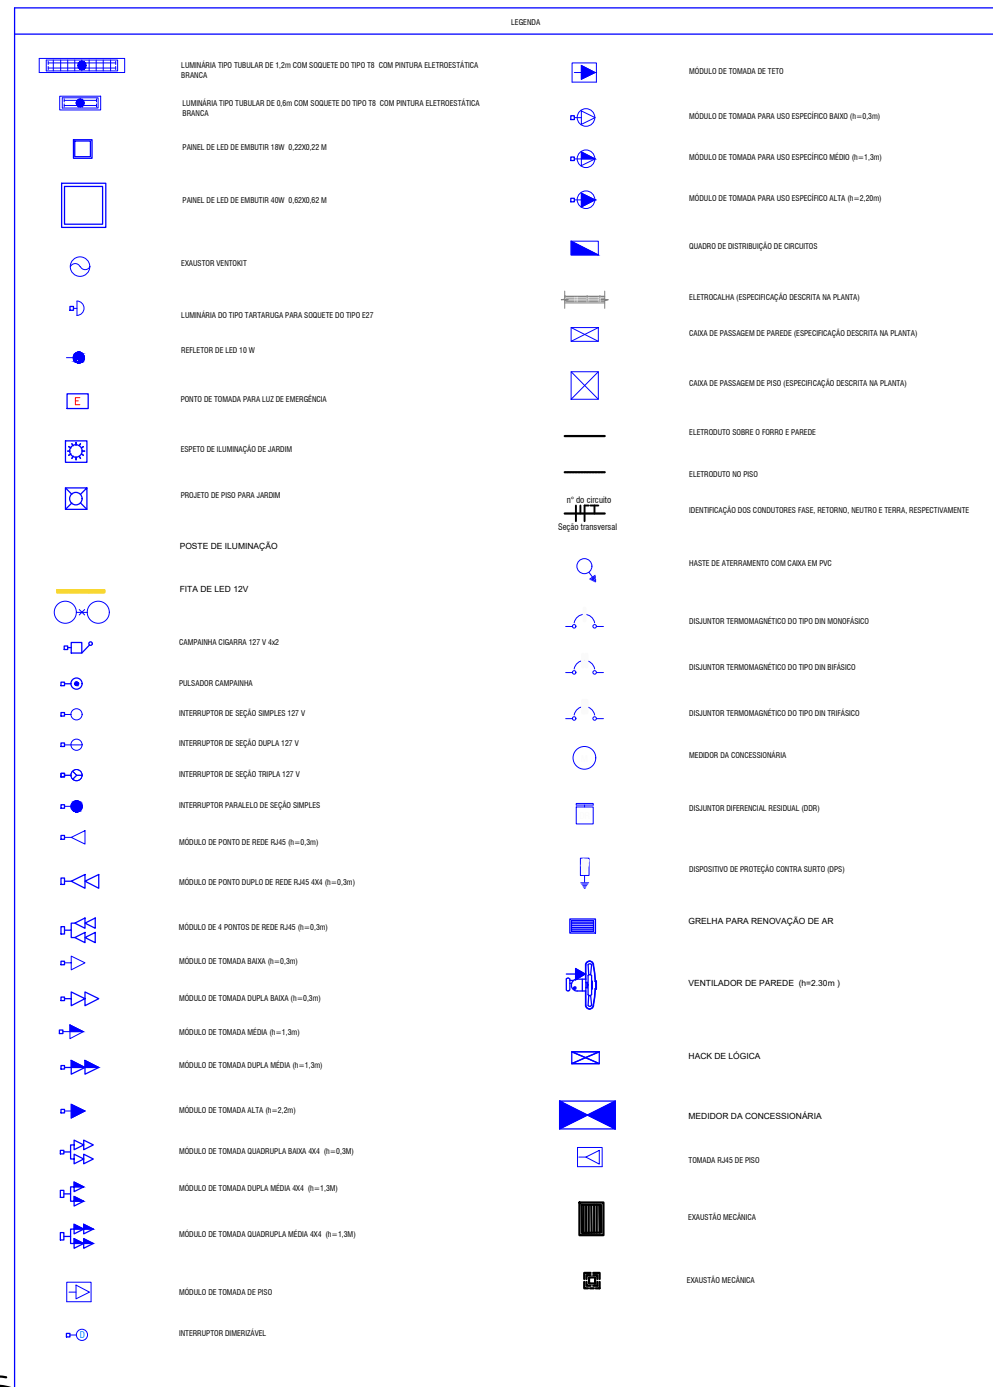 LEGENDA
LUMINÁRIA TIPO TUBULAR DE 1,2m COM SOQUETE DO TIPO T8 COM PINTURA ELETROESTÁTICA
BRANCA
LUMINÁRIA TIPO TUBULAR DE 0,6m COM SOQUETE DO TIPO T8 COM PINTURA ELETROESTÁTICA
BRANCA
PAINEL DE LED DE EMBUTIR 18W 0,22X0,22 M
PAINEL DE LED DE EMBUTIR 40W 0,62X0,62 M
EXAUSTOR VENTOKIT
LUMINÁRIA DO TIPO TARTARUGA PARA SOQUETE DO TIPO E27
REFLETOR DE LED 10 W
E
PONTO DE TOMADA PARA LUZ DE EMERGÊNCIA
ESPETO DE ILUMINAÇÃO DE JARDIM
PROJETO DE PISO PARA JARDIM
POSTE DE ILUMINAÇÃO
FITA DE LED 12V
CAMPAINHA CIGARRA 127 V 4x2
PULSADOR CAMPAINHA
INTERRUPTOR DE SEÇÃO SIMPLES 127 V
INTERRUPTOR DE SEÇÃO DUPLA 127 V
INTERRUPTOR DE SEÇÃO TRIPLA 127 V
INTERRUPTOR PARALELO DE SEÇÃO SIMPLES
MÓDULO DE PONTO DE REDE RJ45 (h=0,3m)
MÓDULO DE PONTO DUPLO DE REDE RJ45 4X4 (h=0,3m)
MÓDULO DE 4 PONTOS DE REDE RJ45 (h=0,3m)
MÓDULO DE TOMADA BAIXA (h=0,3m)
MÓDULO DE TOMADA DUPLA BAIXA (h=0,3m)
MÓDULO DE TOMADA MÉDIA (h=1,3m)
MÓDULO DE TOMADA DUPLA MÉDIA (h=1,3m)
MÓDULO DE TOMADA ALTA (h=2,2m)
MÓDULO DE TOMADA QUADRUPLA BAIXA 4X4 (h=0,3M)
MÓDULO DE TOMADA DUPLA MÉDIA 4X4 (h=1,3M)
MÓDULO DE TOMADA QUADRUPLA MÉDIA 4X4 (h=1,3M)
MÓDULO DE TOMADA DE PISO
D
INTERRUPTOR DIMERIZÁVEL
MÓDULO DE TOMADA DE TETO
MÓDULO DE TOMADA PARA USO ESPECÍFICO BAIXO (h=0,3m)
MÓDULO DE TOMADA PARA USO ESPECÍFICO MÉDIO (h=1,3m)
MÓDULO DE TOMADA PARA USO ESPECÍFICO ALTA (h=2,20m)
QUADRO DE DISTRIBUIÇÃO DE CIRCUITOS
ELETROCALHA (ESPECIFICAÇÃO DESCRITA NA PLANTA)
CAIXA DE PASSAGEM DE PAREDE (ESPECIFICAÇÃO DESCRITA NA PLANTA)
CAIXA DE PASSAGEM DE PISO (ESPECIFICAÇÃO DESCRITA NA PLANTA)
ELETRODUTO SOBRE O FORRO E PAREDE
ELETRODUTO NO PISO
n° do circuito
Seção transversal
IDENTIFICAÇÃO DOS CONDUTORES FASE, RETORNO, NEUTRO E TERRA, RESPECTIVAMENTE
HASTE DE ATERRAMENTO COM CAIXA EM PVC
DISJUNTOR TERMOMAGNÉTICO DO TIPO DIN MONOFÁSICO
DISJUNTOR TERMOMAGNÉTICO DO TIPO DIN BIFÁSICO
DISJUNTOR TERMOMAGNÉTICO DO TIPO DIN TRIFÁSICO
MEDIDOR DA CONCESSIONÁRIA
DISJUNTOR DIFERENCIAL RESIDUAL (DDR)
DISPOSITIVO DE PROTEÇÃO CONTRA SURTO (DPS)
GRELHA PARA RENOVAÇÃO DE AR
VENTILADOR DE PAREDE (h=2.30m )
HACK DE LÓGICA
MEDIDOR DA CONCESSIONÁRIA
TOMADA RJ45 DE PISO
EXAUSTÃO MECÂNICA
EXAUSTÃO MECÂNICA